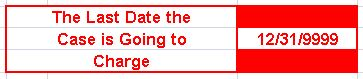 The Last Date the
Case is Going to
Charge
12/31/9999